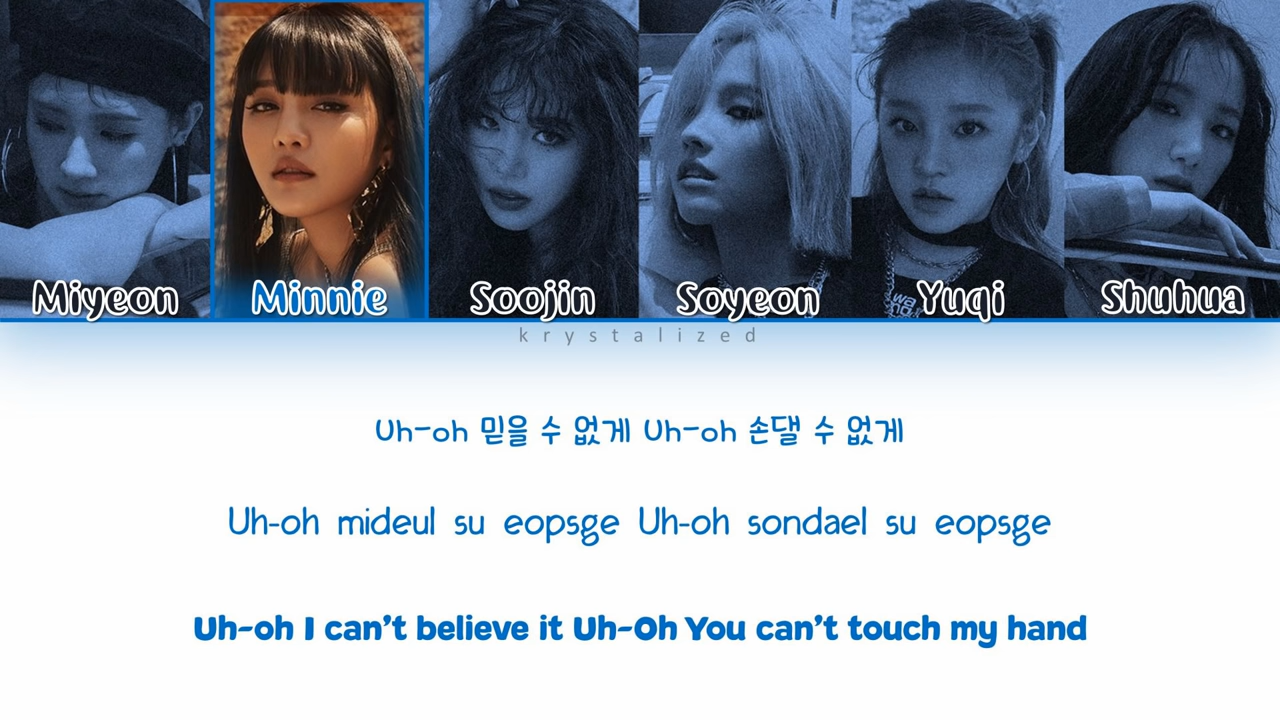 Miyeon Minnie Soojin Soyeon Yuqi Shuhua
krystalized
Uh-oh 믿을 수 없게 Uh-oh 손댈 수 없게
Uh-oh mideul su eopsge Uh-oh sondael su eopsge
Uh-oh I can't believe it Uh-Oh You can't touch my hand